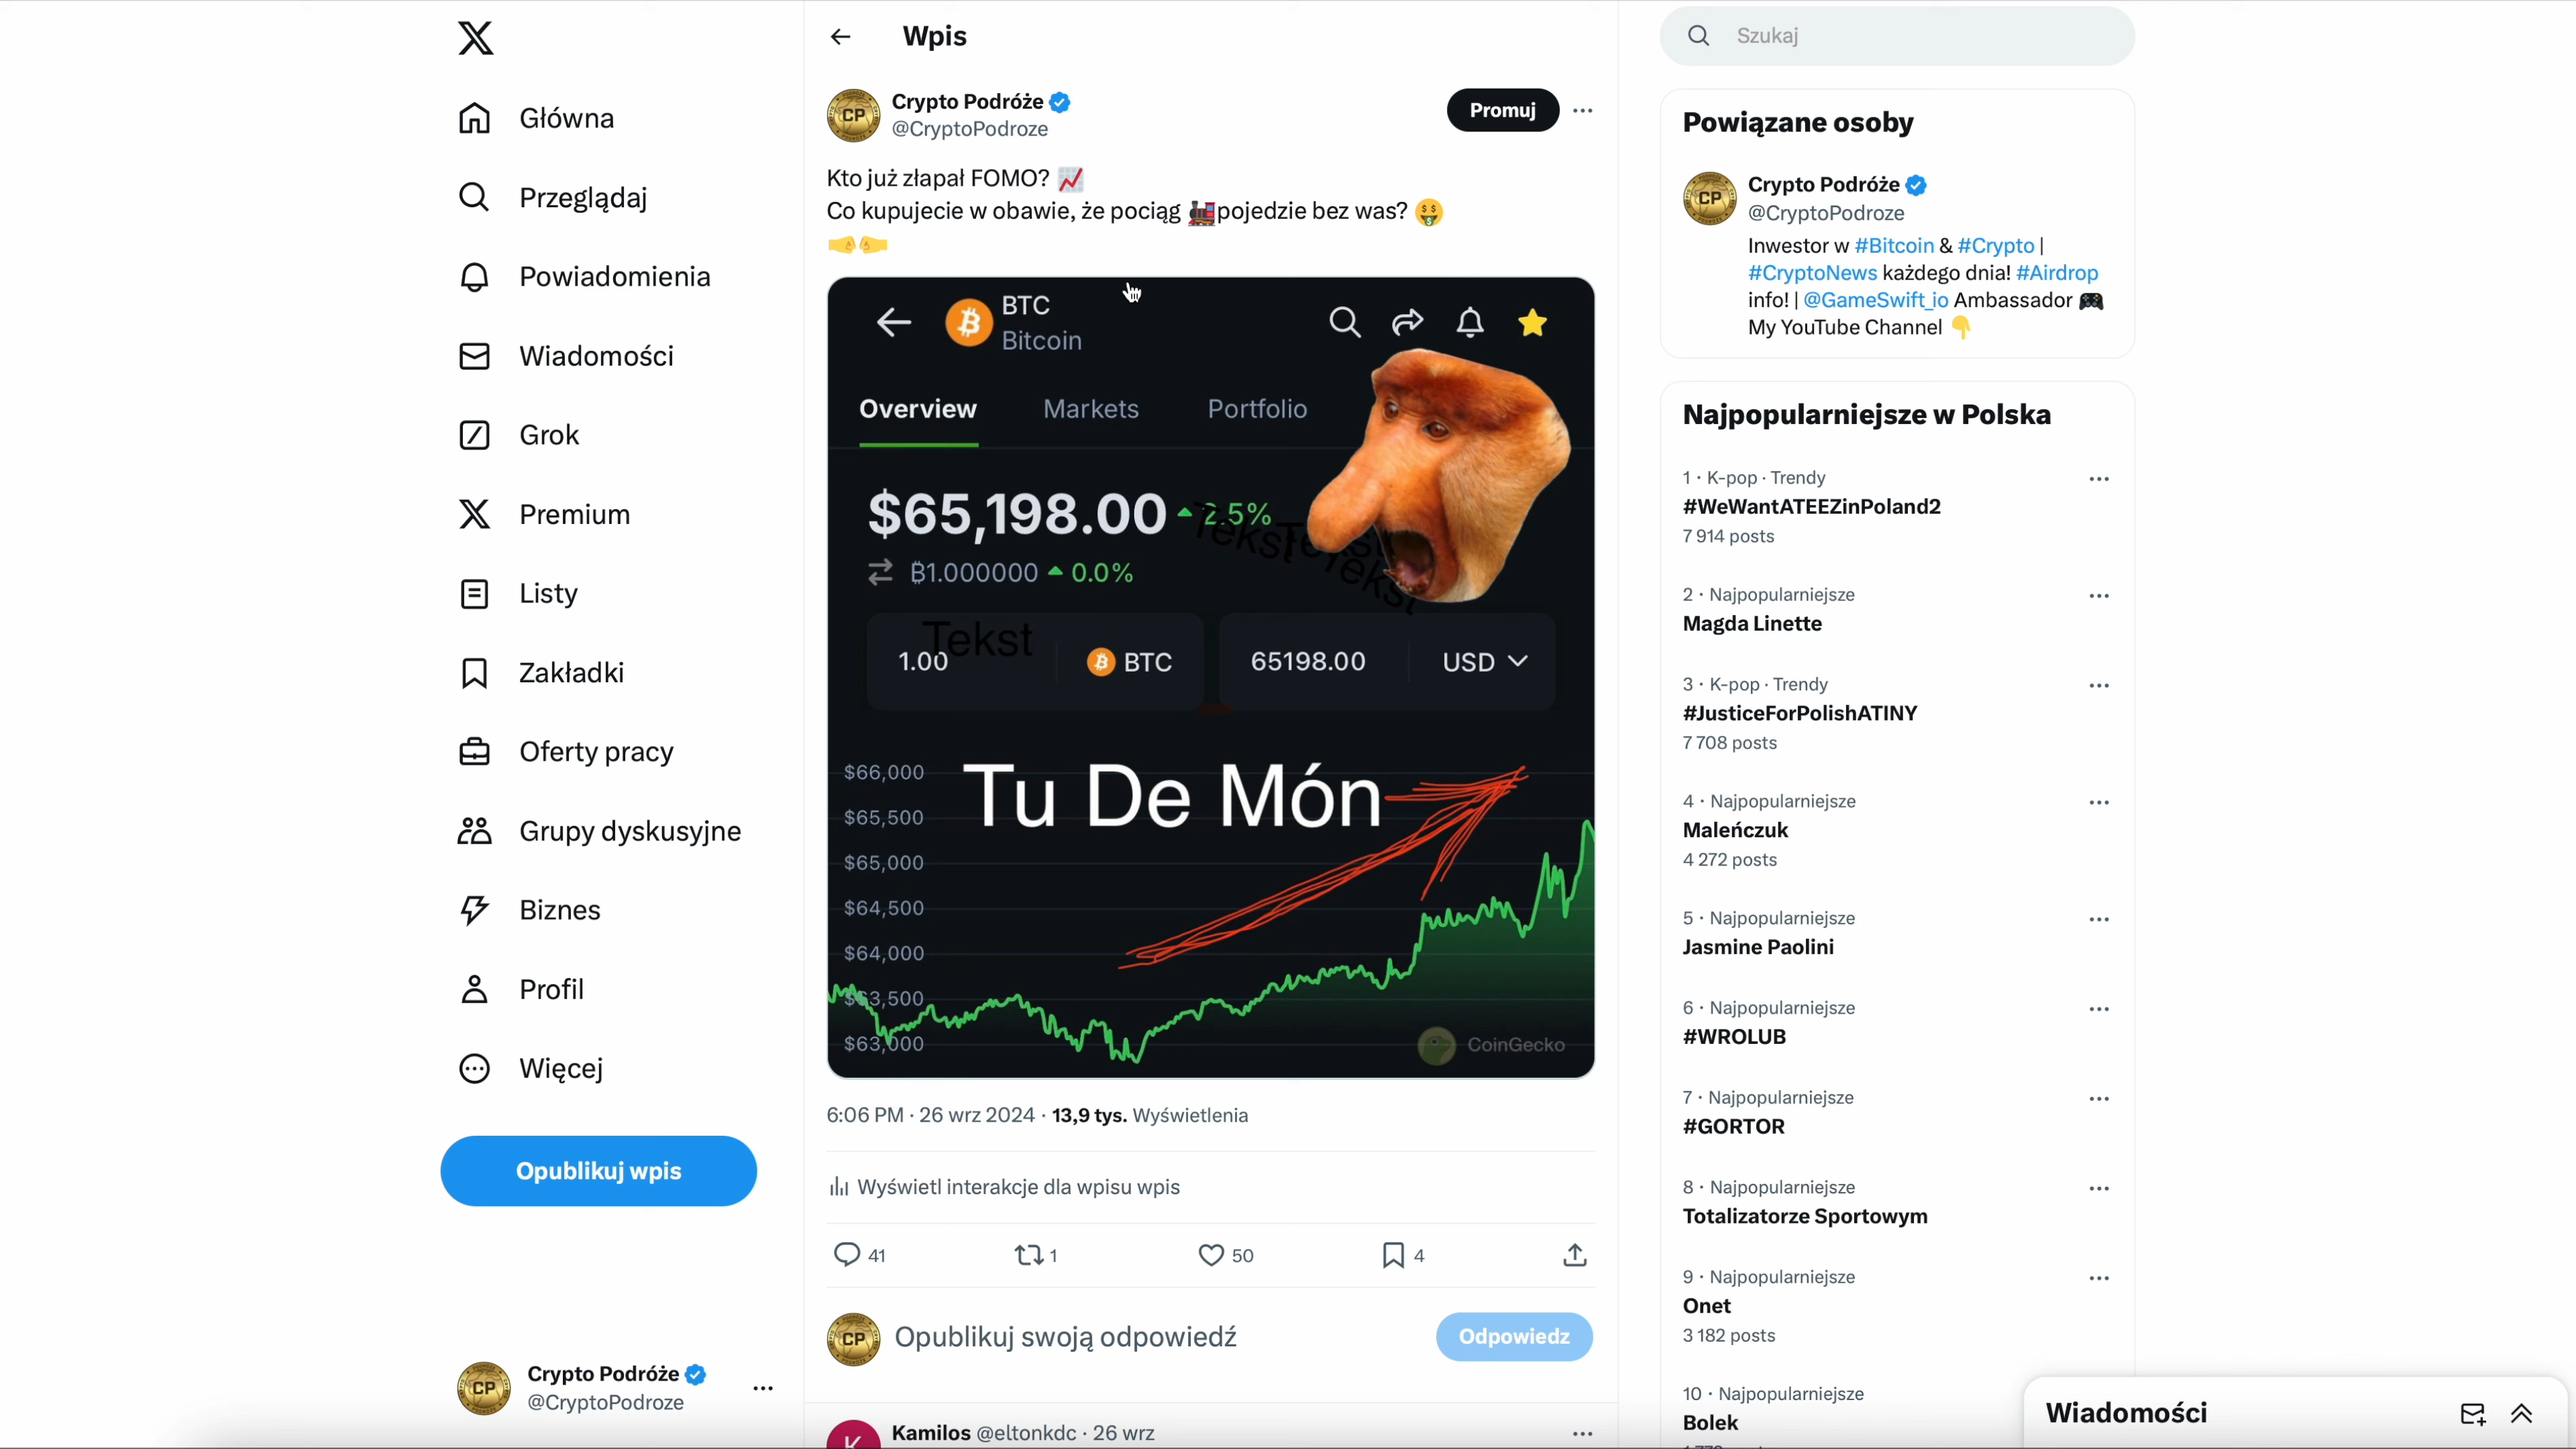 Główna
Przeglądaj
Powiadomienia
Wiadomości
Grok
Premium
Listy
Zakładki
Oferty pracy
Grupy dyskusyjne
Biznes
Profil
Więcej
Opublikuj wpis
Crypto Podróże
@CryptoPodroze
Wpis
Crypto Podróże
@CryptoPodroze
Promuj
Kto już złapał FOMO?
Co kupujecie w obawie, że pociąg pojedzie bez was?
BTC
Bitcoin
Overview Markets Portfolio
$65,198.00 2.5%
Tekst Tekst
Tekst
₿1.000000 0.0%
Tekst
1.00 BTC 65198.00 USD
Tu De Món
$66,000
$65,500
$65,000
$64,500
$64,000
$63,500
$63,000
CoinGecko
6:06 PM · 26 wrz 2024 · 13,9 tys. Wyświetlenia
Wyświetl interakcje dla wpisu wpis
41 1 50 4
CP Opublikuj swoją odpowiedź Odpowiedz
K Kamilos @eltonkdc · 26 wrz
Szukaj
Powiązane osoby
Crypto Podróże
@CryptoPodroze
Inwestor w #Bitcoin & #Crypto |
#CryptoNews każdego dnia! #Airdrop
info! | @GameSwift_io Ambassador
My YouTube Channel
Najpopularniejsze w Polska
1 · K-pop · Trendy
#WeWantATEEZinPoland2
7 914 posts
2 · Najpopularniejsze
Magda Linette
3 · K-pop · Trendy
#JusticeForPolishATINY
7 708 posts
4 · Najpopularniejsze
Maleńczuk
4 272 posts
5 · Najpopularniejsze
Jasmine Paolini
6 · Najpopularniejsze
#WROLUB
7 · Najpopularniejsze
#GORTOR
8 · Najpopularniejsze
Totalizatorze Sportowym
9 · Najpopularniejsze
Onet
3 182 posts
10 · Najpopularniejsze
Bolek
Wiadomości